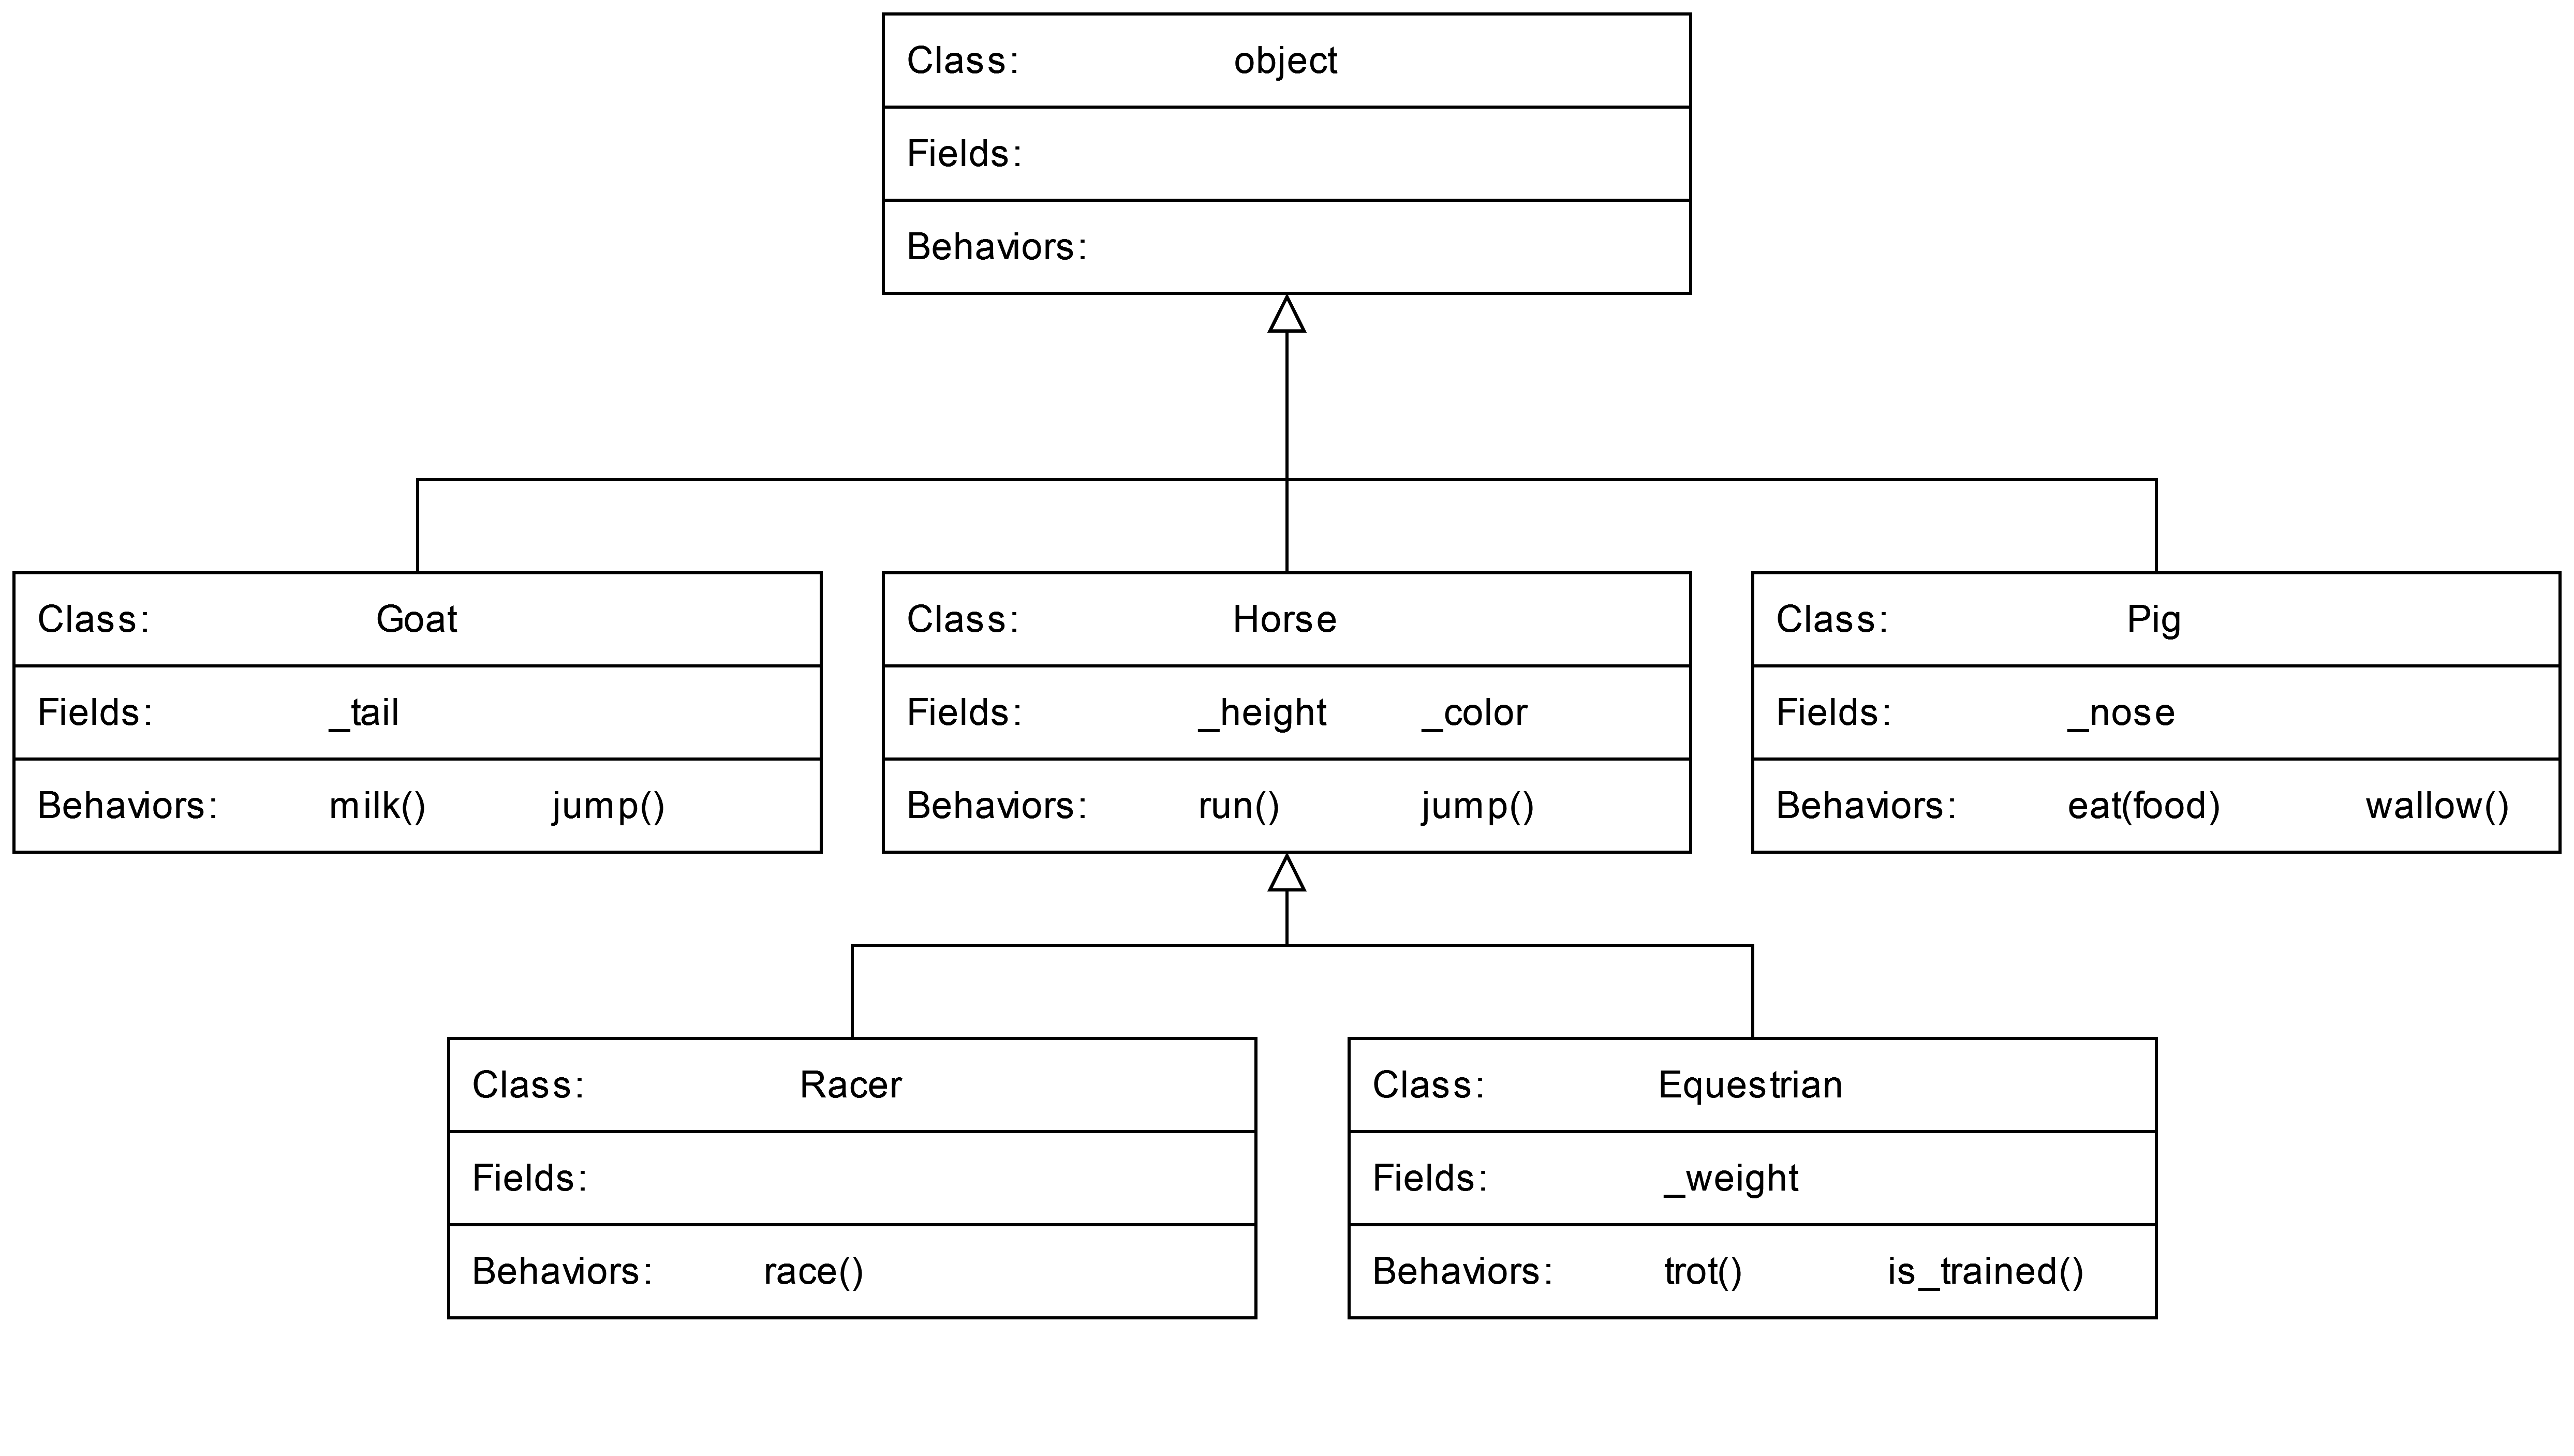 Class: object
Fields:
Behaviors:
Class: Goat
Fields: _tail
Behaviors: milk() jump()
Class: Horse
Fields: _height _color
Behaviors: run() jump()
Class: Pig
Fields: _nose
Behaviors: eat(food) wallow()
Class: Racer
Fields:
Behaviors: race()
Class: Equestrian
Fields: _weight
Behaviors: trot() is_trained()